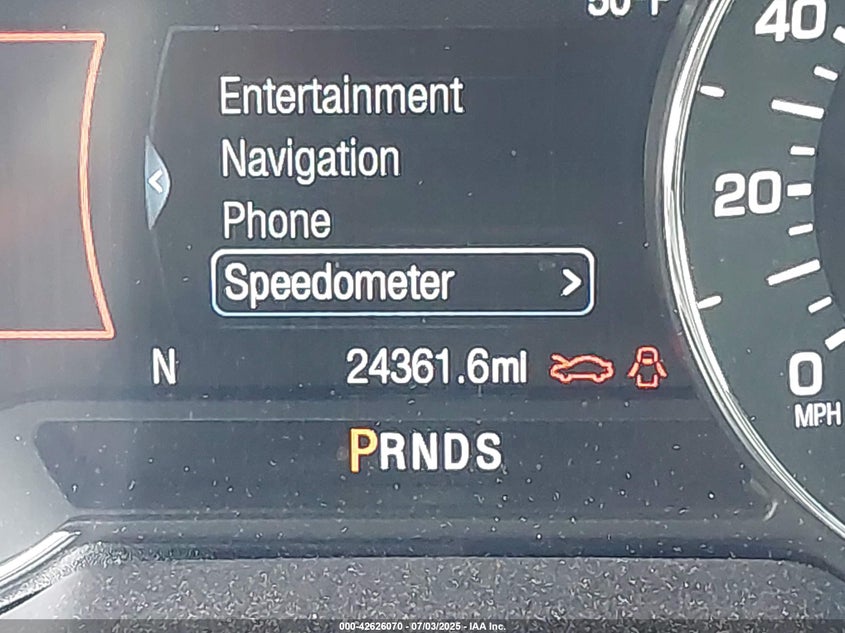 40
Entertainment
Navigation
20
Phone
Speedometer >
N 24361.6mi
0
MPH
PRNDS
000-42626070 - 07/03/2025 - IAA Inc.